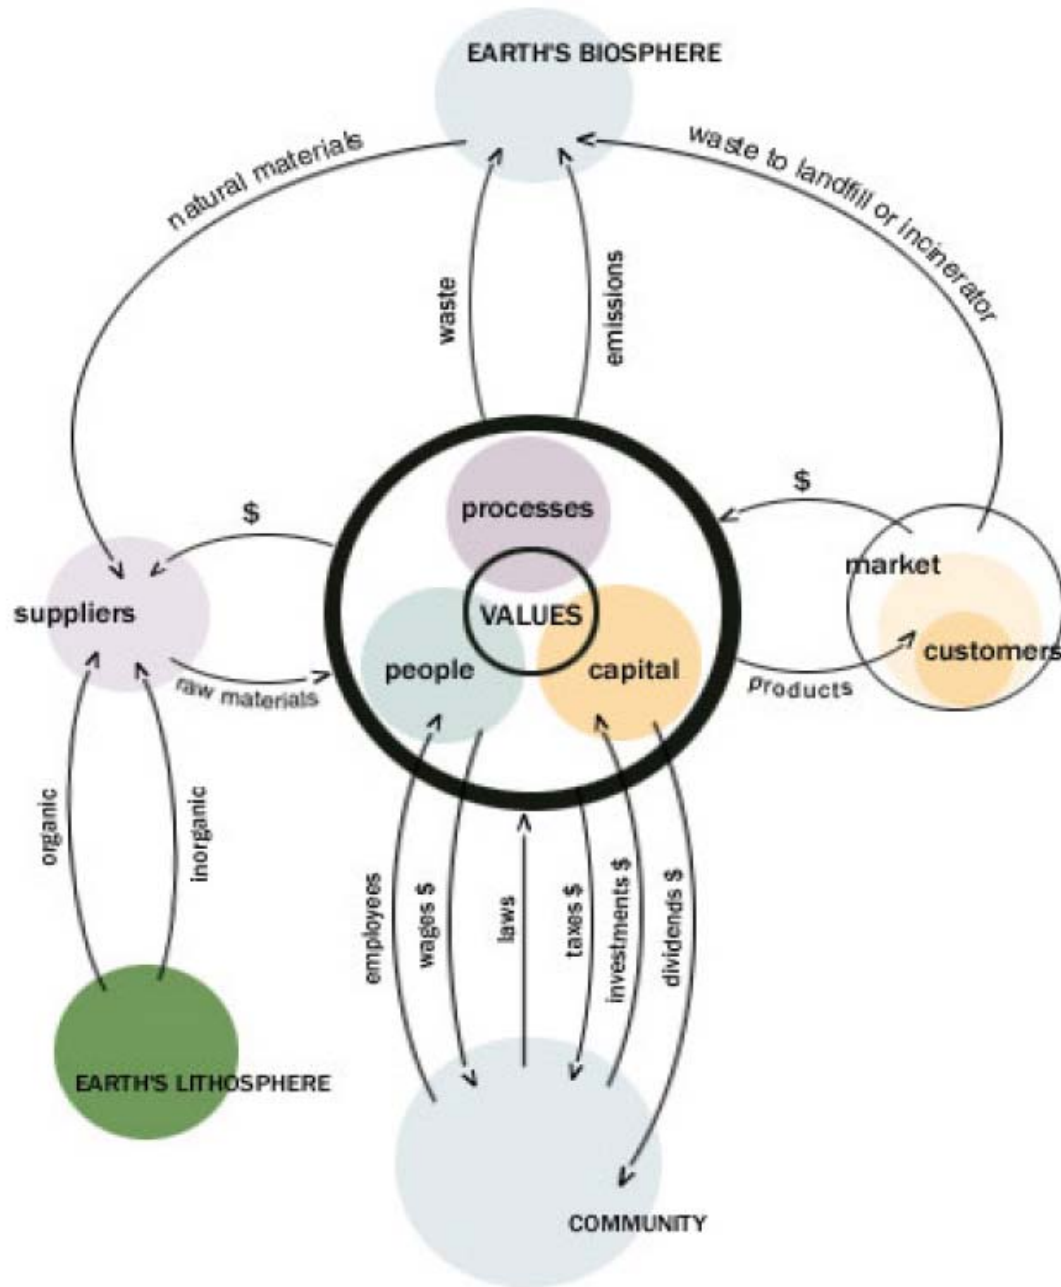 EARTH'S BIOSPHERE
natural materials
waste to landfill or incinerator
waste
emissions
$
$
processes
market
suppliers
VALUES
customers
people
capital
raw materials
products
organic
inorganic
employees
wages $
laws
taxes $
investments $
dividends $
EARTH'S LITHOSPHERE
COMMUNITY